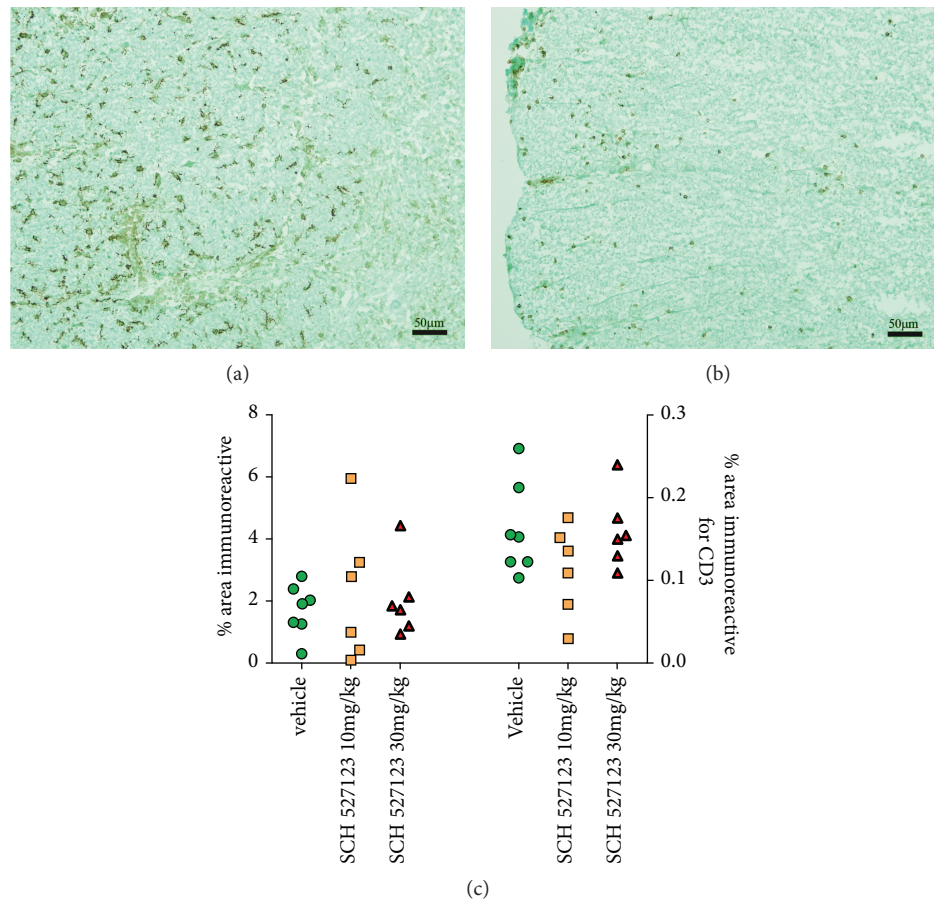 50μm
50μm
(a)
(b)
8
6
4
2
0
% area immunoreactive
0.3
0.2
0.1
0.0
% area immunoreactive
for CD3
vehicle
SCH 527123 10mg/kg
SCH 527123 30mg/kg
Vehicle
SCH 527123 10mg/kg
SCH 527123 30mg/kg
(c)